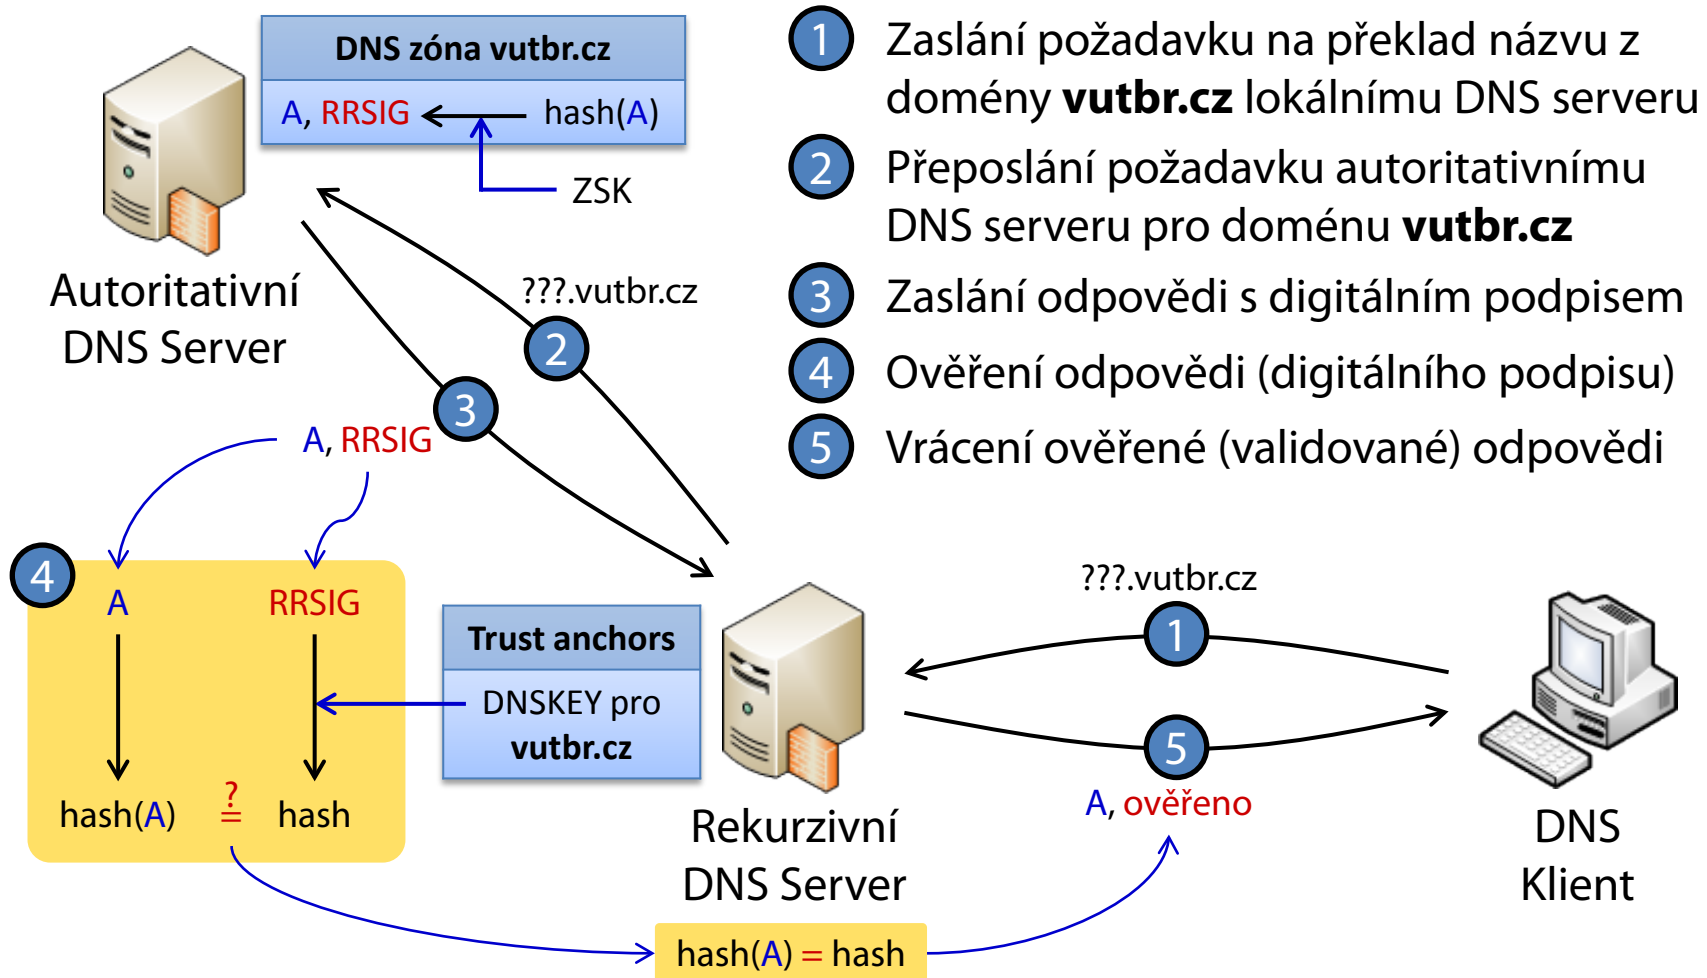 DNS zóna vutbr.cz
A, RRSIG
hash(A)
ZSK
Autoritativní
DNS Server
1
Zaslání požadavku na překlad názvu z
domény vutbr.cz lokálnímu DNS serveru
2
Přeposlání požadavku autoritativnímu
DNS serveru pro doménu vutbr.cz
3
Zaslání odpovědi s digitálním podpisem
4
Ověření odpovědi (digitálního podpisu)
5
Vrácení ověřené (validované) odpovědi
???.vutbr.cz
2
3
A, RRSIG
4
A
RRSIG
hash(A) ?= hash
Trust anchors
DNSKEY pro
vutbr.cz
Rekurzivní
DNS Server
???.vutbr.cz
1
5
A, ověřeno
DNS
Klient
hash(A) = hash